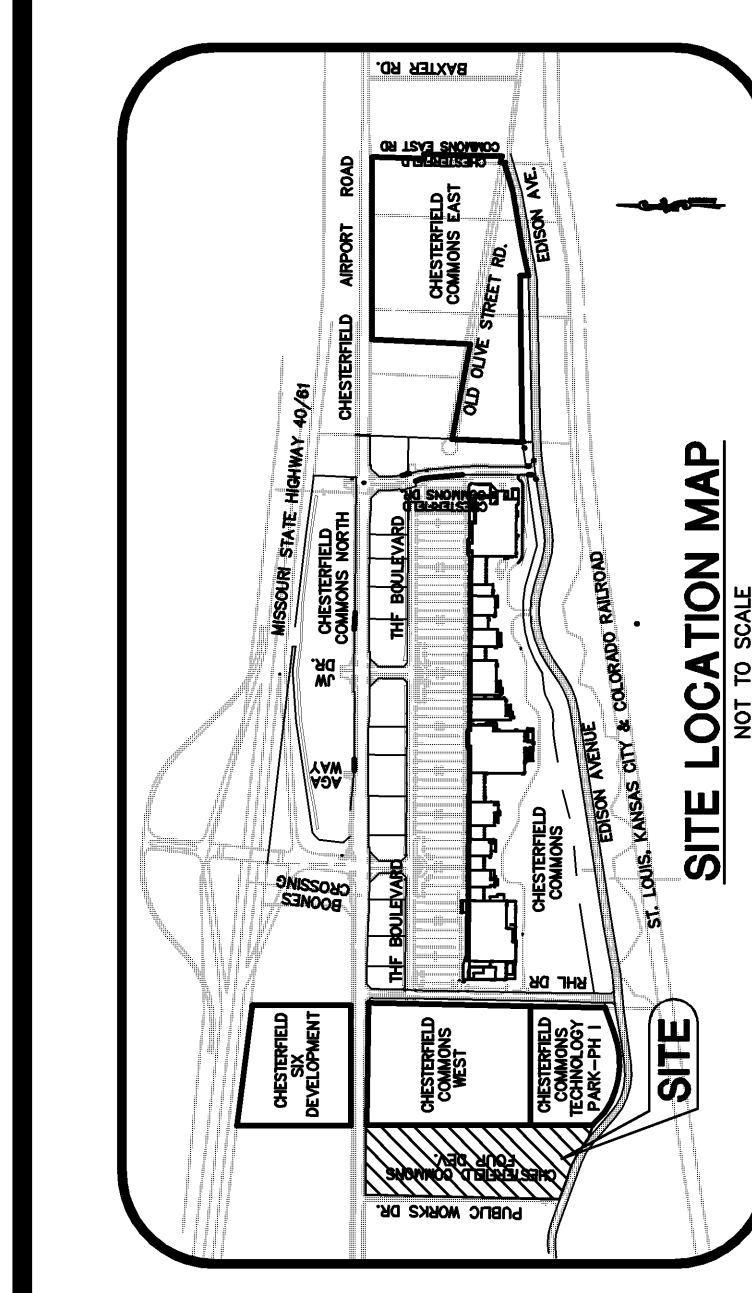 BAXTER RD.
CHESTERFIELD
COMMONS EAST RD
CHESTERFIELD AIRPORT ROAD
CHESTERFIELD
COMMONS EAST
OLD OLIVE STREET RD.
EDISON AVE.
MISSOURI STATE HIGHWAY 40/61
CHESTERFIELD
COMMONS NORTH
JW
DR.
AGA
WAY
BOONES
CROSSING
THF BOULEVARD
THF BOULEVARD
CHESTERFIELD
COMMONS DR.
CHESTERFIELD
COMMONS
EDISON AVENUE
ST. LOUIS, KANSAS CITY & COLORADO RAILROAD
RHL DR
CHESTERFIELD
SIX
DEVELOPMENT
CHESTERFIELD
COMMONS
WEST
CHESTERFIELD
COMMONS
TECHNOLOGY
PARK-PH I
CHESTERFIELD COMMONS
FOUR DEV.
PUBLIC WORKS DR.
SITE
SITE LOCATION MAP
NOT TO SCALE